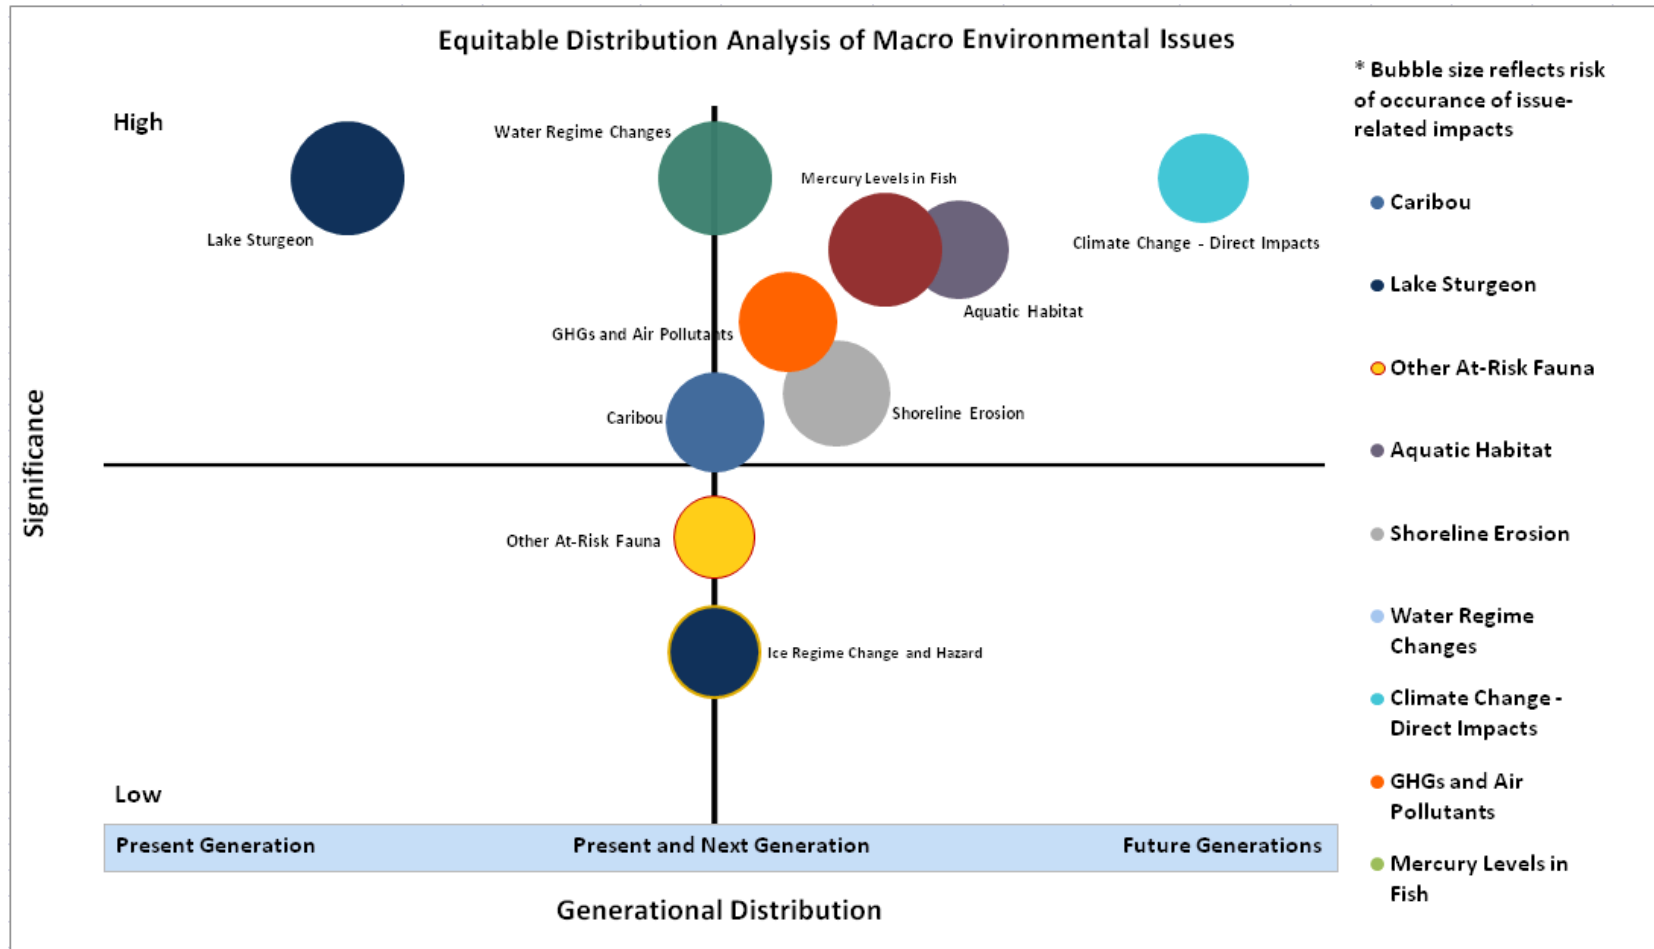 Equitable Distribution Analysis of Macro Environmental Issues
* Bubble size reflects risk
of occurance of issue-
related impacts
High
Water Regime Changes
Mercury Levels in Fish
Lake Sturgeon
Climate Change - Direct Impacts
Aquatic Habitat
GHGs and Air Pollutants
Caribou
Shoreline Erosion
Other At-Risk Fauna
Ice Regime Change and Hazard
Significance
Low
Present Generation
Present and Next Generation
Future Generations
Generational Distribution
Caribou
Lake Sturgeon
Other At-Risk Fauna
Aquatic Habitat
Shoreline Erosion
Water Regime
Changes
Climate Change -
Direct Impacts
GHGs and Air
Pollutants
Mercury Levels in
Fish